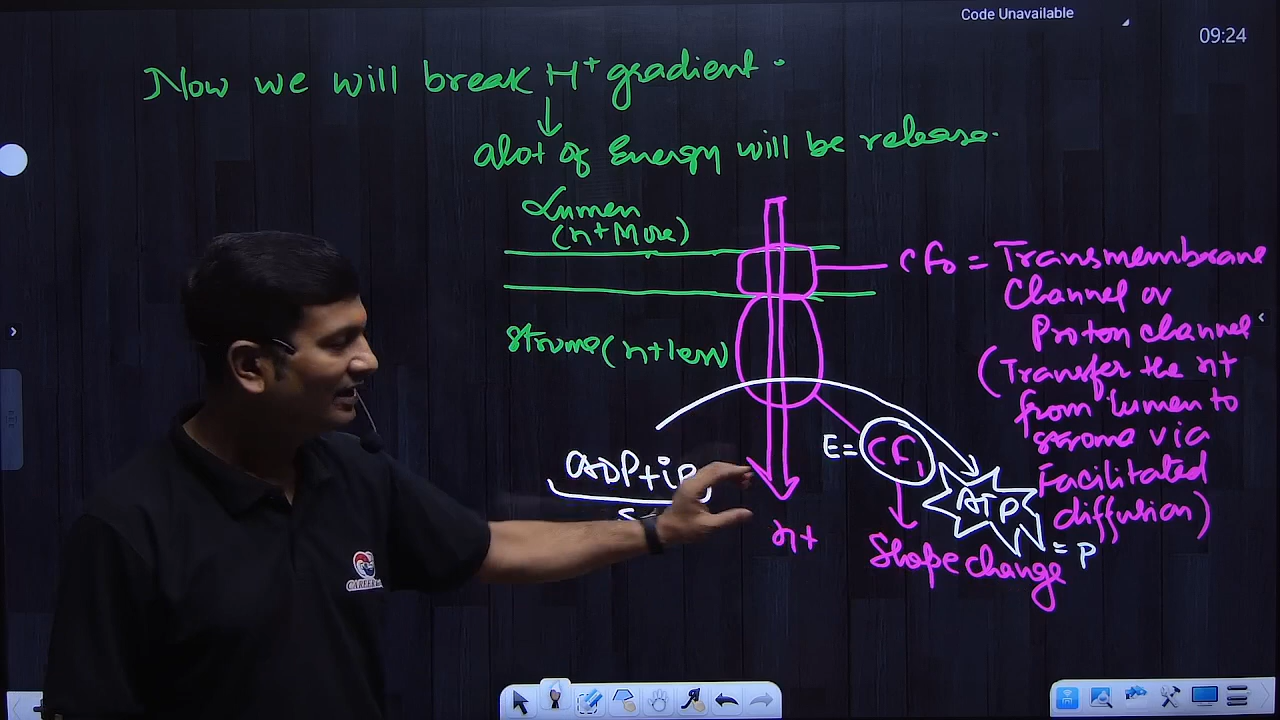 Code Unavailable
09:24
Now we will break H+ gradient.
alot of Energy will be release.
Lumen
(H+ More)
CF0 = Transmembrane
Channel or
Proton channel
(Transfer the H+
from lumen to
stroma via
Facilitated
diffusion)
Stroma (H+ less)
E = CF1
ADP+iP
ATP
= P
H+
Shape change
CAREER